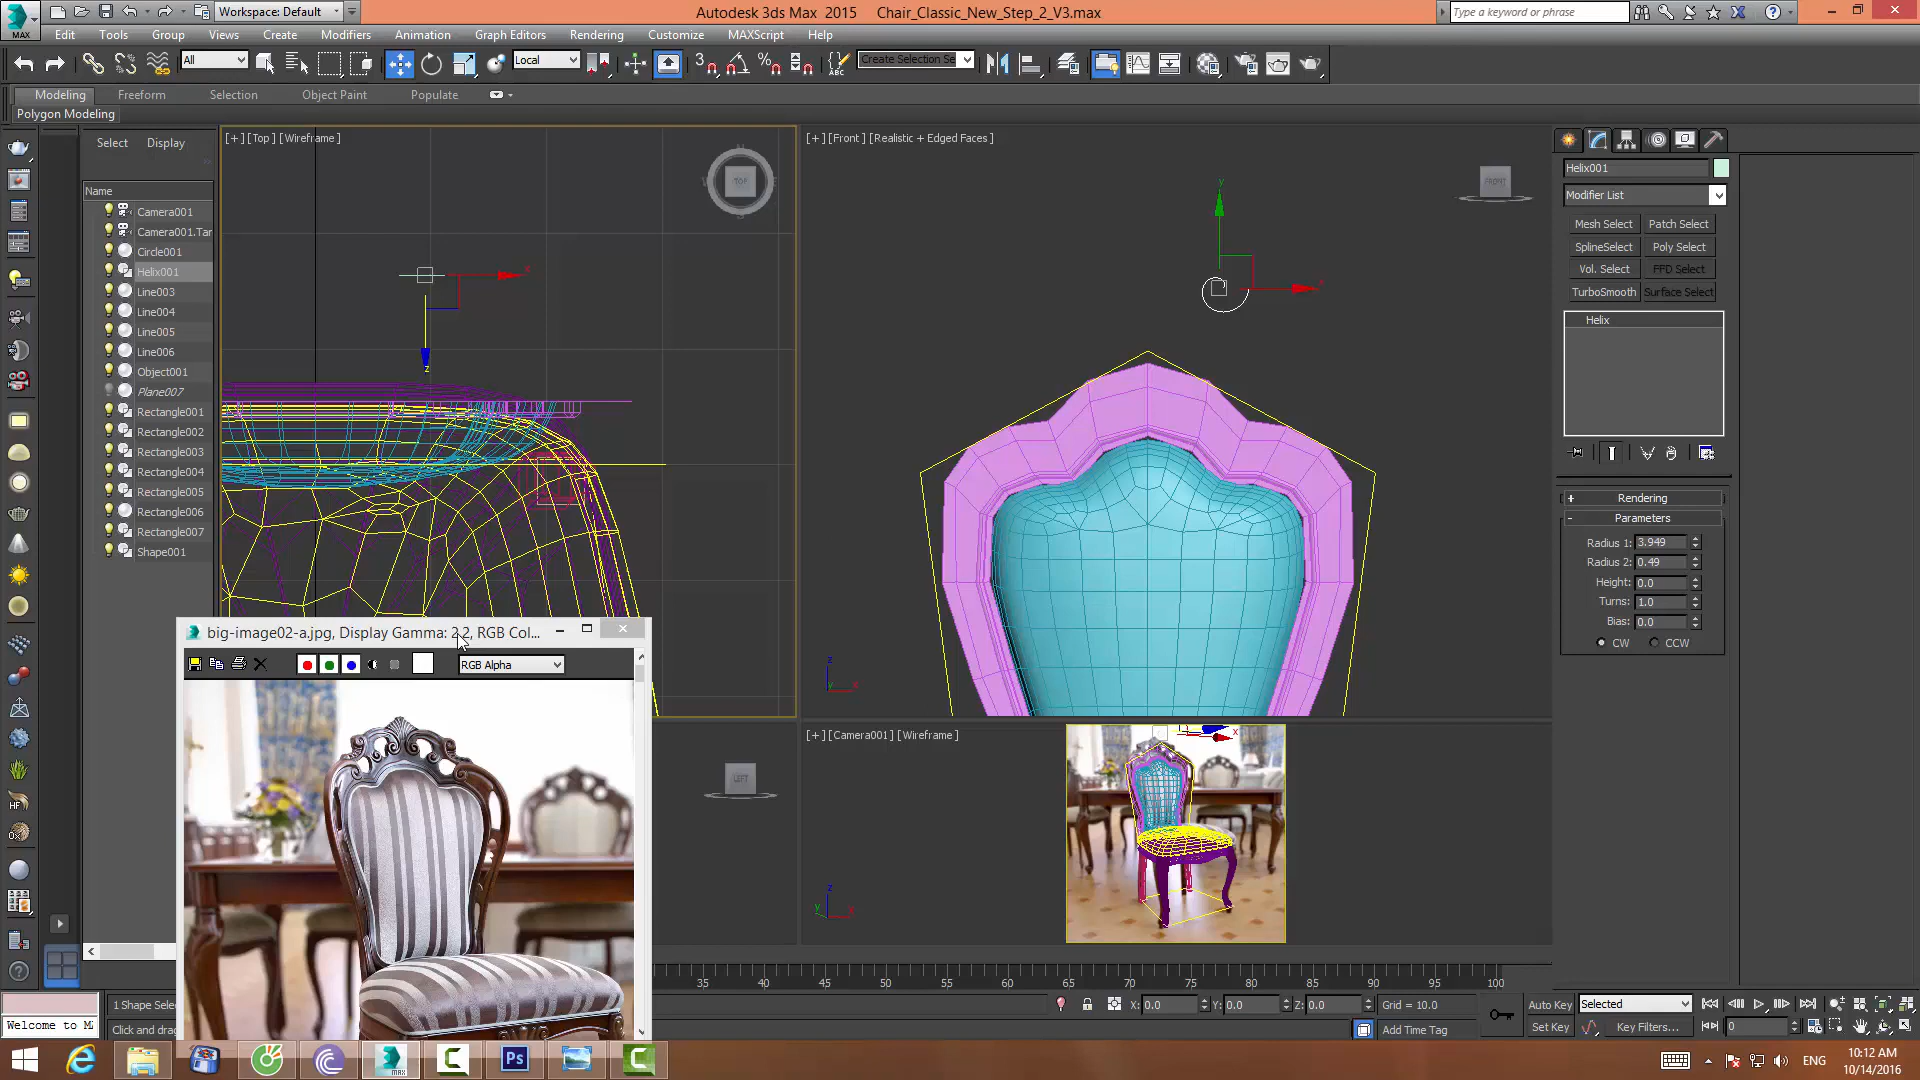 Workspace: Default
Autodesk 3ds Max 2015 Chair_Classic_New_Step_2_V3.max
Type a keyword or phrase
MAX
Edit Tools Group Views Create Modifiers Animation Graph Editors Rendering Customize MAXScript Help
All
Local
Create Selection Se
Modeling Freeform Selection Object Paint Populate
Polygon Modeling
Select Display
[+] [Top] [Wireframe]
[+] [Front] [Realistic + Edged Faces]
TOP
FRONT
Name
Camera001
Camera001.Tar
Circle001
Helix001
Line003
Line004
Line005
Line006
Object001
Plane007
Rectangle001
Rectangle002
Rectangle003
Rectangle004
Rectangle005
Rectangle006
Rectangle007
Shape001
Helix001
Modifier List
Mesh Select Patch Select
SplineSelect Poly Select
Vol. Select FFD Select
TurboSmooth Surface Select
Helix
Rendering
Parameters
Radius 1: 3.949
Radius 2: 0.49
Height: 0.0
Turns: 1.0
Bias: 0.0
CW CCW
big-image02-a.jpg, Display Gamma: 2.2, RGB Col...
RGB Alpha
LEFT
[+] [Camera001] [Wireframe]
35 40 45 50 55 60 65 70 75 80 85 90 95 100
1 Shape Sele
X: 0.0 Y: 0.0 Z: 0.0 Grid = 10.0
Auto Key Selected
Welcome to M
Click and drag
Add Time Tag
Set Key Key Filters... 0
ENG
10:12 AM
10/14/2016